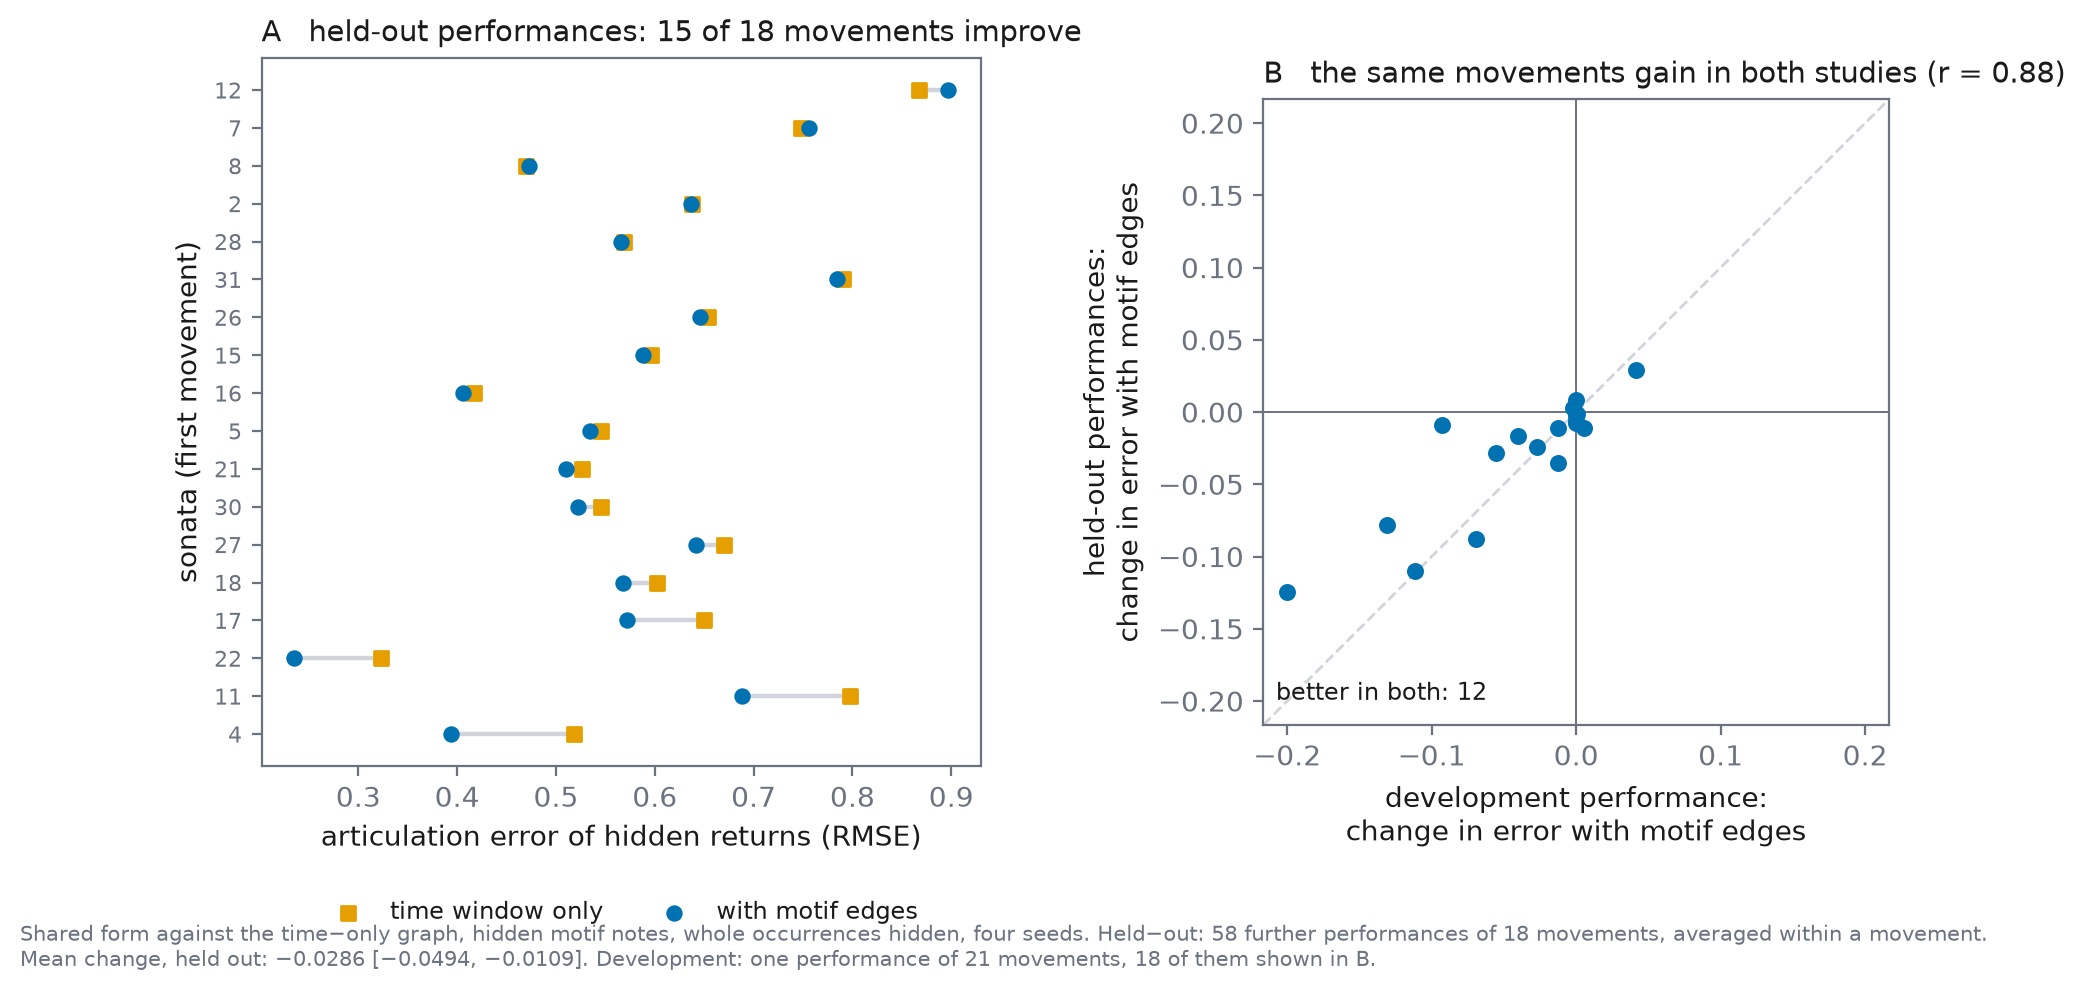 A held-out performances: 15 of 18 movements improve
sonata (first movement)
12
7
8
2
28
31
26
15
16
5
21
30
27
18
17
22
11
4
0.3 0.4 0.5 0.6 0.7 0.8 0.9
articulation error of hidden returns (RMSE)
time window only with motif edges
B the same movements gain in both studies (r = 0.88)
held-out performances:
change in error with motif edges
0.20
0.15
0.10
0.05
0.00
−0.05
−0.10
−0.15
−0.20
better in both: 12
−0.2 −0.1 0.0 0.1 0.2
development performance:
change in error with motif edges
Shared form against the time−only graph, hidden motif notes, whole occurrences hidden, four seeds. Held−out: 58 further performances of 18 movements, averaged within a movement.
Mean change, held out: −0.0286 [−0.0494, −0.0109]. Development: one performance of 21 movements, 18 of them shown in B.